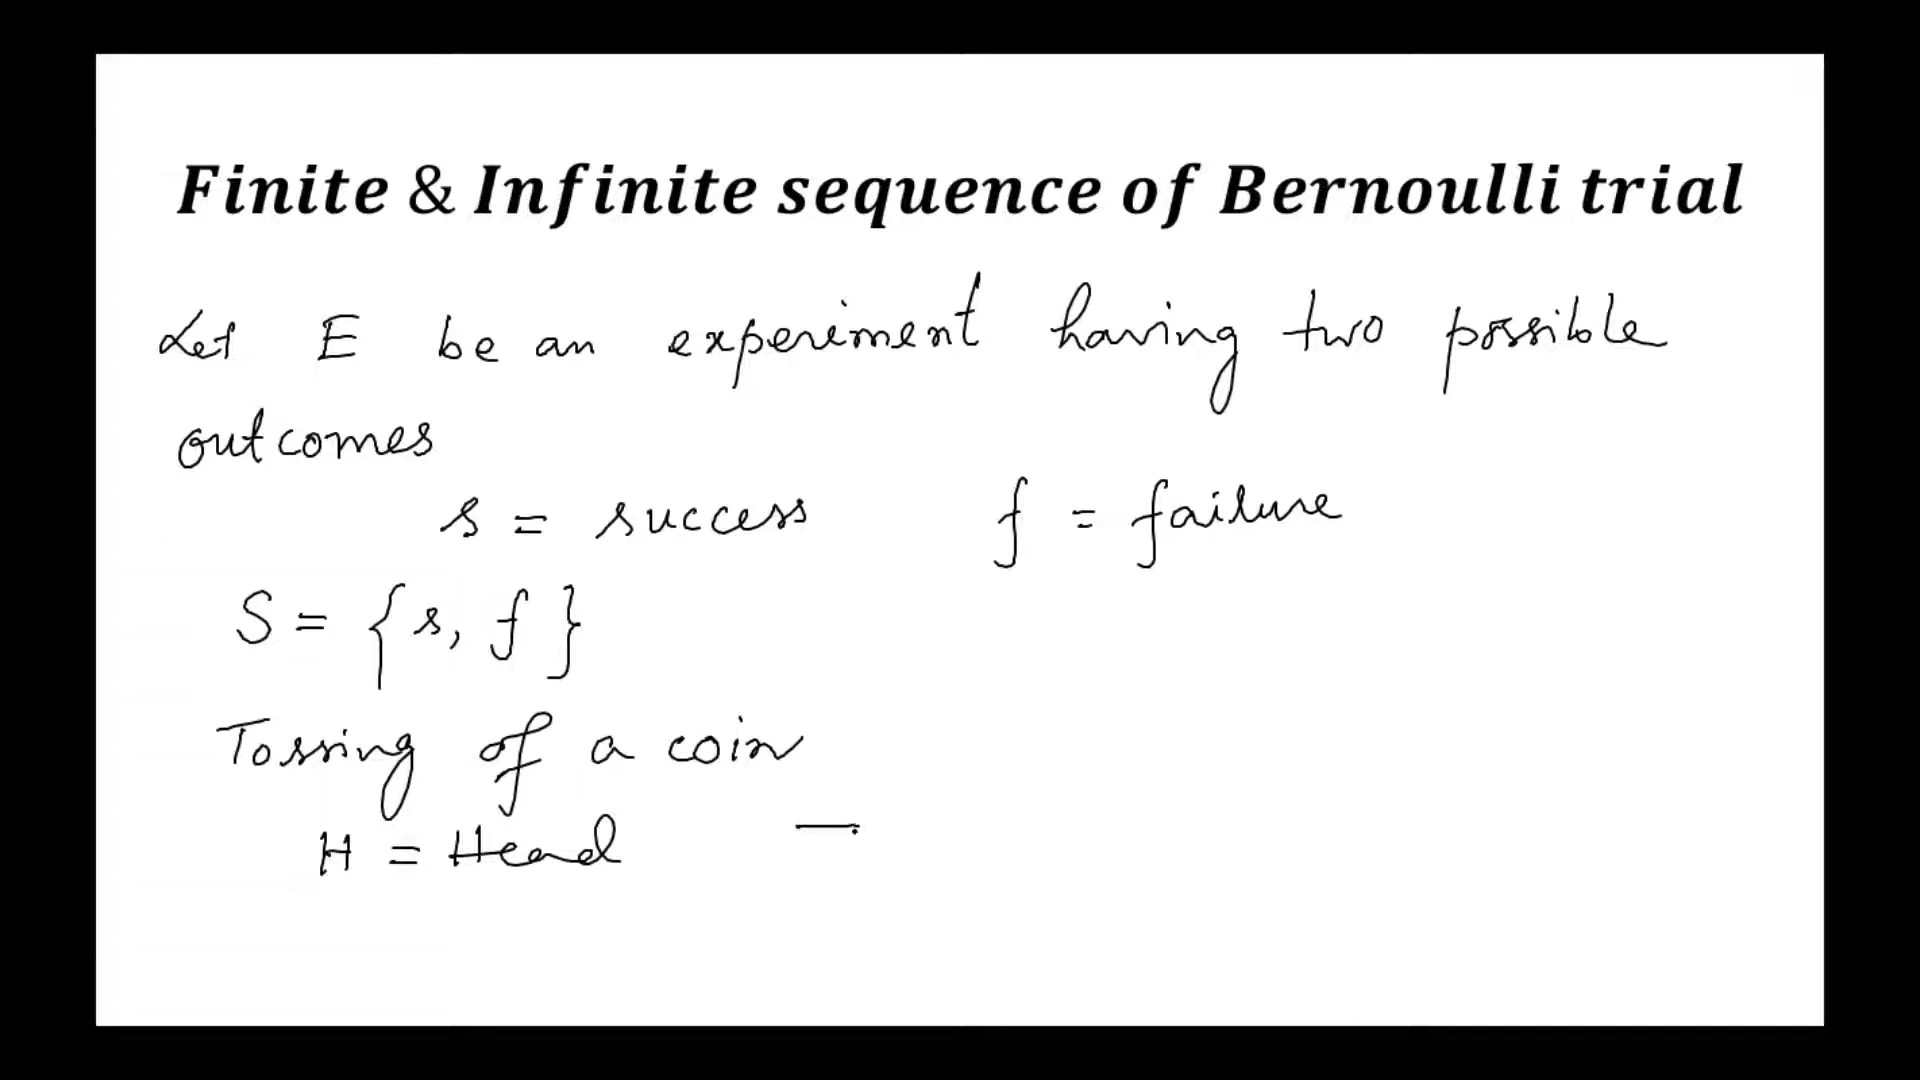 Finite & Infinite sequence of Bernoulli trial
Let E be an experiment having two possible
outcomes
s = success f = failure
S = {s, f}
Tossing of a coin
H = Head